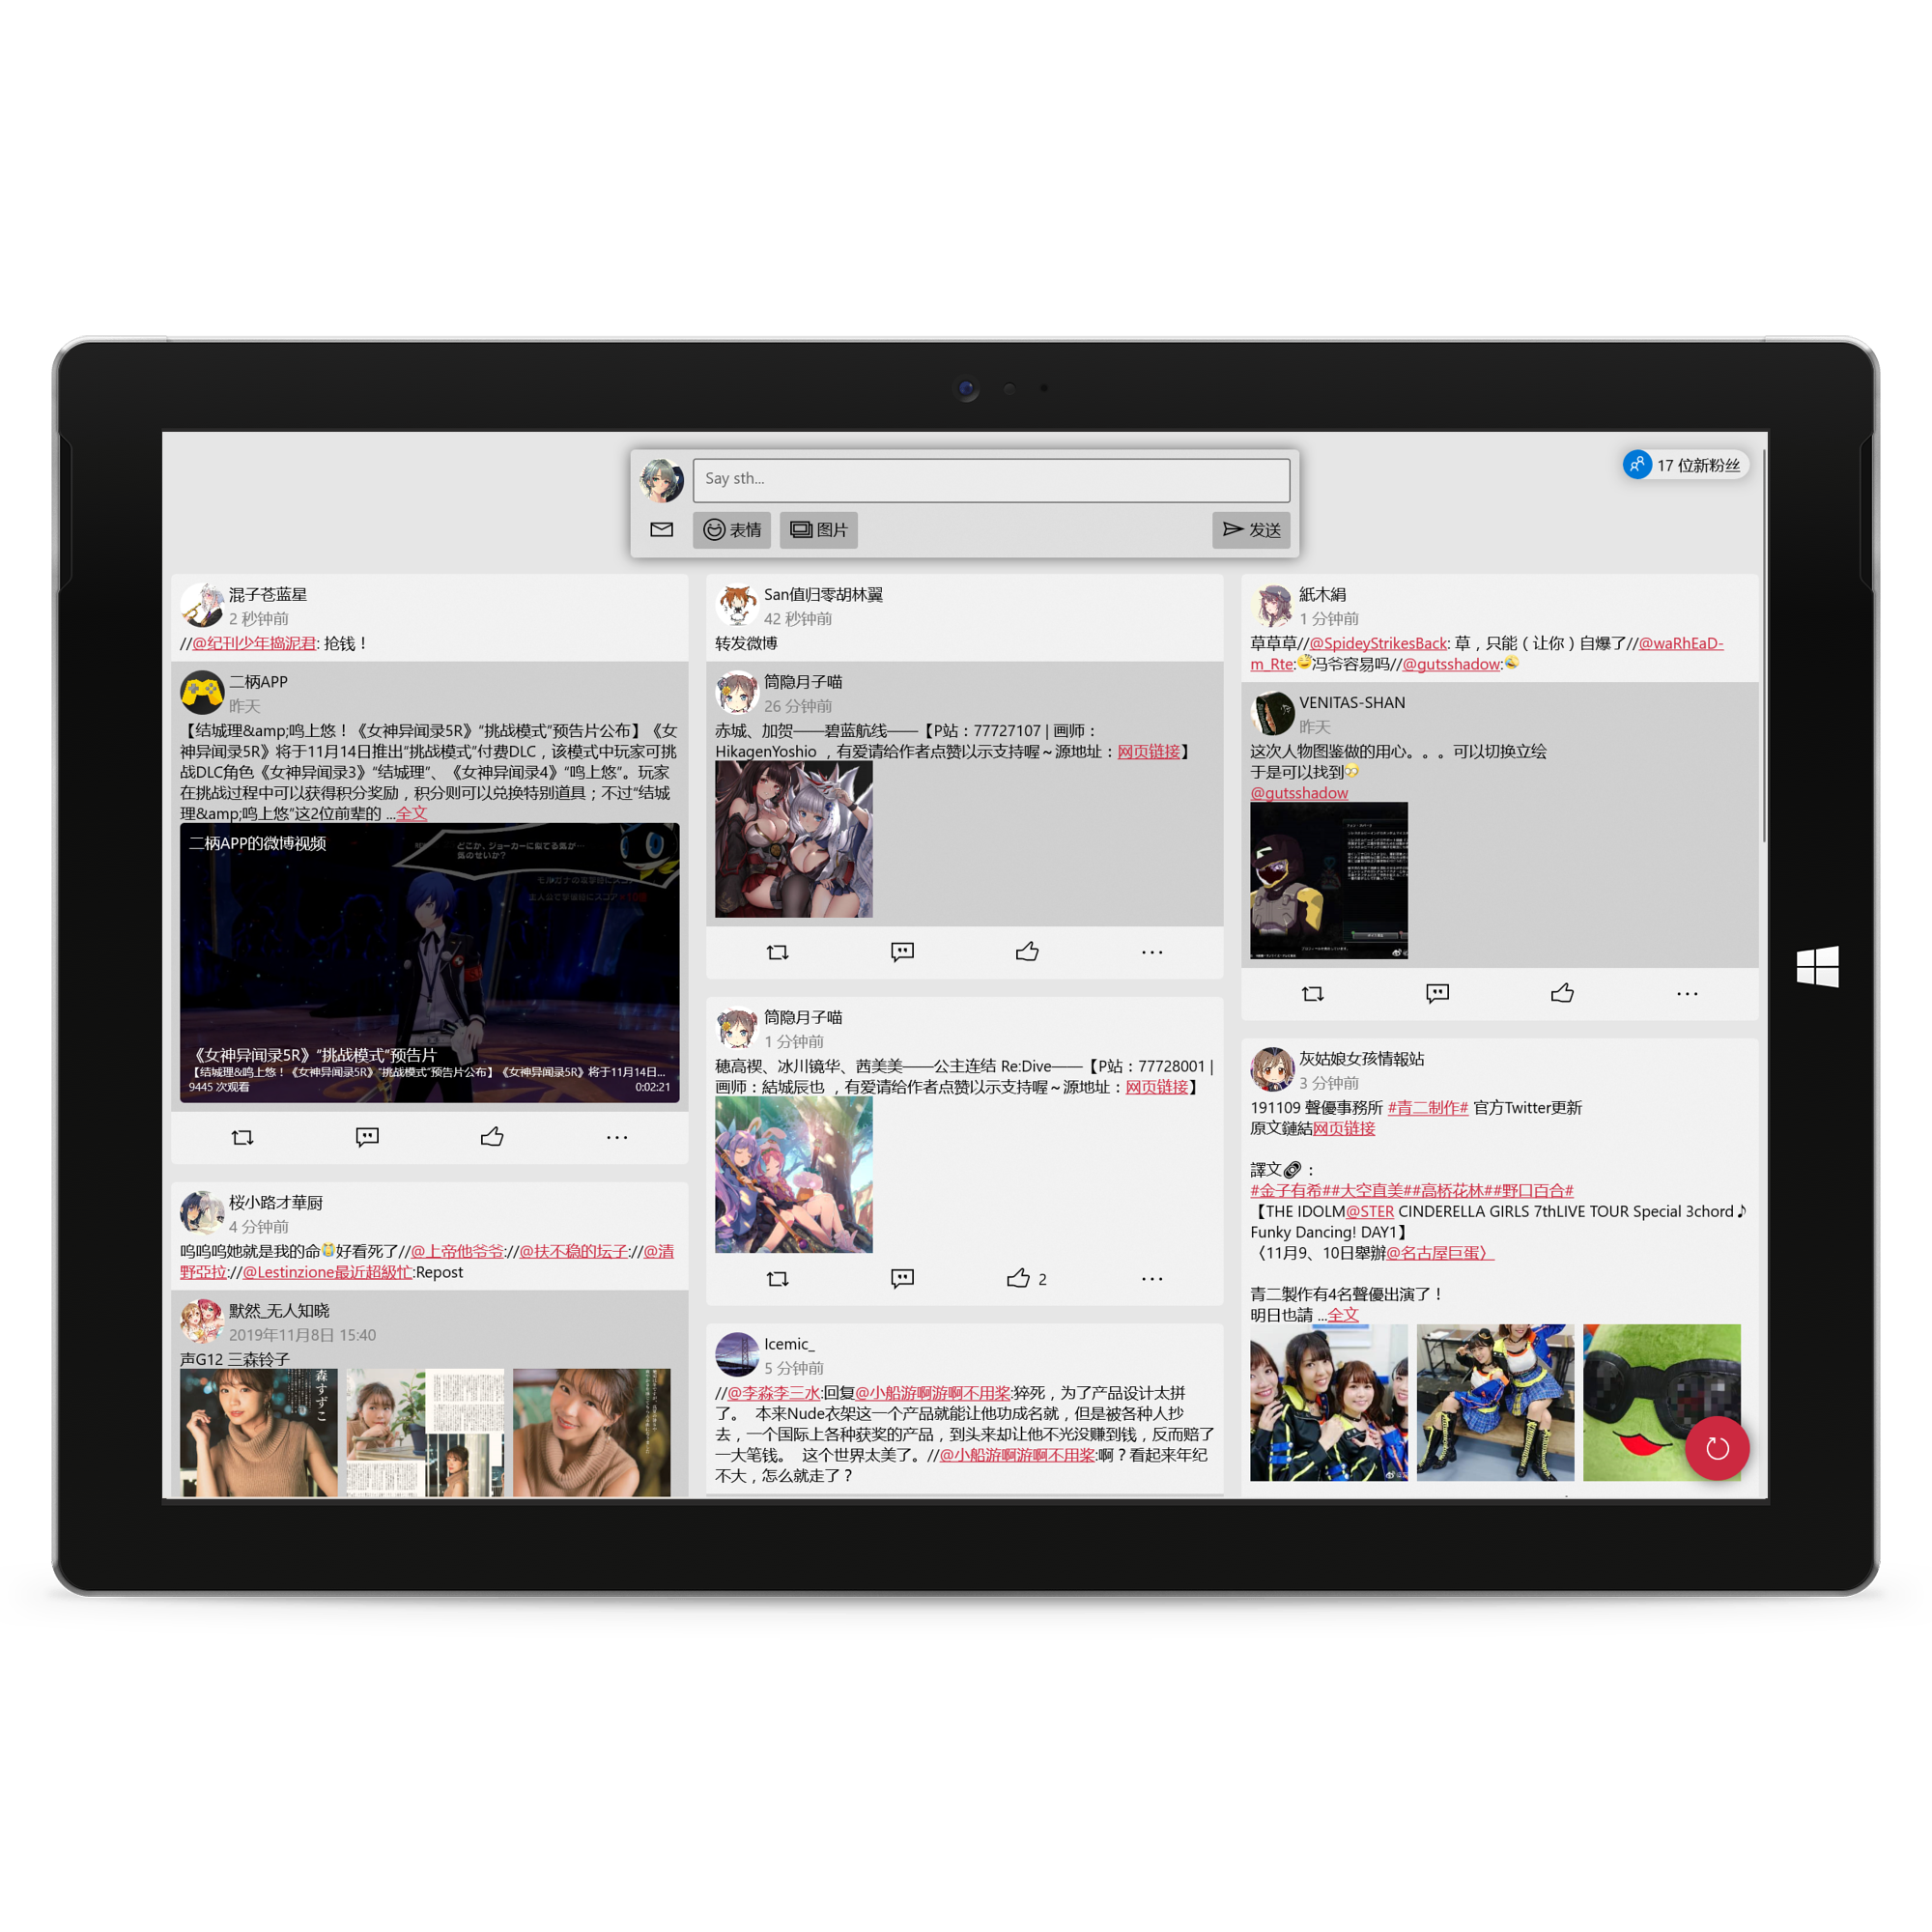 Say sth...
表情 图片 发送
17 位新粉丝
混子苍蓝星
2 秒钟前
//@纪刊少年捣泥君: 抢钱！
二柄APP
昨天
【结城理&amp;鸣上悠！《女神异闻录5R》“挑战模式”预告片公布】《女
神异闻录5R》将于11月14日推出“挑战模式”付费DLC，该模式中玩家可挑
战DLC角色《女神异闻录3》“结城理”、《女神异闻录4》“鸣上悠”。玩家
在挑战过程中可以获得积分奖励，积分则可以兑换特别道具；不过“结城
理&amp;鸣上悠”这2位前辈的 ...全文
二柄APP的微博视频
どこか、ジョーカーに似てる気が…
気のせいか？
《女神异闻录5R》“挑战模式”预告片
【结城理&鸣上悠！《女神异闻录5R》“挑战模式”预告片公布】《女神异闻录5R》将于11月14日...
9445 次观看 0:02:21
桜小路才華厨
4 分钟前
呜呜呜她就是我的命😭好看死了//@上帝他爷爷://@扶不稳的坛子://@清
野亞拉://@Lestinzione最近超級忙:Repost
默然_无人知晓
2019年11月8日 15:40
声G12 三森铃子
森すずこ
San值归零胡林翼
42 秒钟前
转发微博
筒隐月子喵
26 分钟前
赤城、加贺——碧蓝航线——【P站：77727107 | 画师：
HikagenYoshio ，有爱请给作者点赞以示支持喔～源地址：网页链接】
筒隐月子喵
1 分钟前
穗高禊、冰川镜华、茜美美——公主连结 Re:Dive——【P站：77728001 |
画师：結城辰也 ，有爱请给作者点赞以示支持喔～源地址：网页链接】
2
Icemic_
5 分钟前
//@李淼李三水:回复@小船游啊游啊不用桨:猝死，为了产品设计太拼
了。 本来Nude衣架这一个产品就能让他功成名就，但是被各种人抄
去，一个国际上各种获奖的产品，到头来却让他不光没赚到钱，反而赔了
一大笔钱。 这个世界太美了。//@小船游啊游啊不用桨:啊？看起来年纪
不大，怎么就走了？
紙木絹
1 分钟前
草草草//@SpideyStrikesBack: 草，只能（让你）自爆了//@waRhEaD-
m_Rte:冯爷容易吗//@gutsshadow:
VENITAS-SHAN
昨天
这次人物图鉴做的用心。。。可以切换立绘
于是可以找到
@gutsshadow
灰姑娘女孩情報站
3 分钟前
191109 聲優事務所 #青二制作# 官方Twitter更新
原文鏈結网页链接
譯文🗞：
#金子有希##大空直美##高桥花林##野口百合#
【THE IDOLM@STER CINDERELLA GIRLS 7thLIVE TOUR Special 3chord♪
Funky Dancing! DAY1】
〈11月9、10日舉辦@名古屋巨蛋〉
青二製作有4名聲優出演了！
明日也請 ...全文